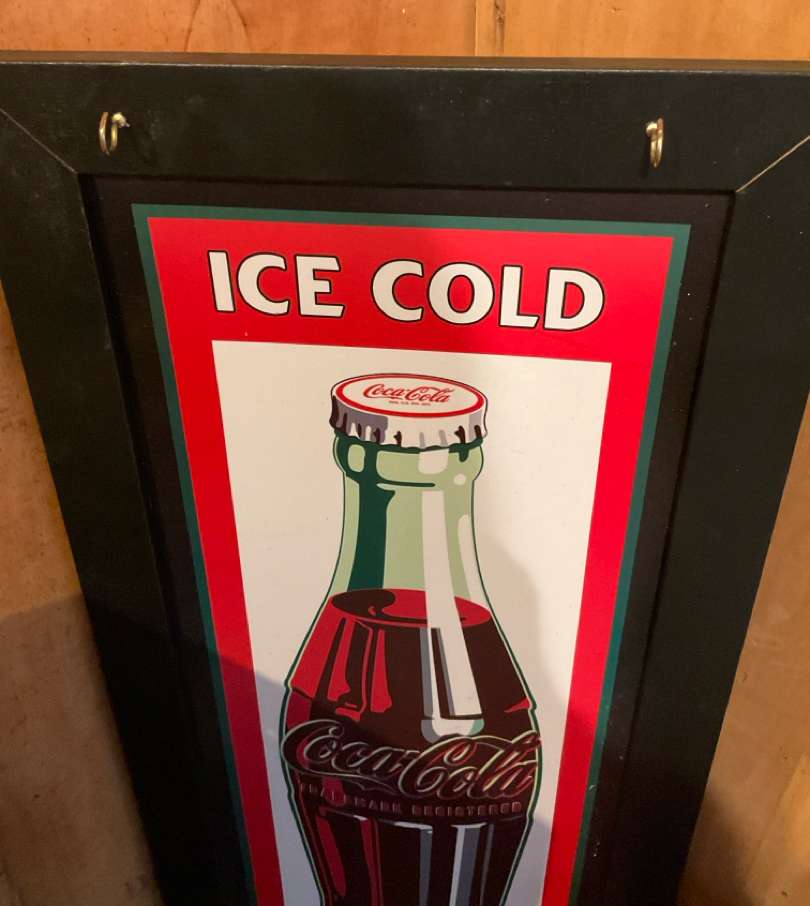 ICE COLD
Coca-Cola
Coca-Cola
TRADE MARK REGISTERED